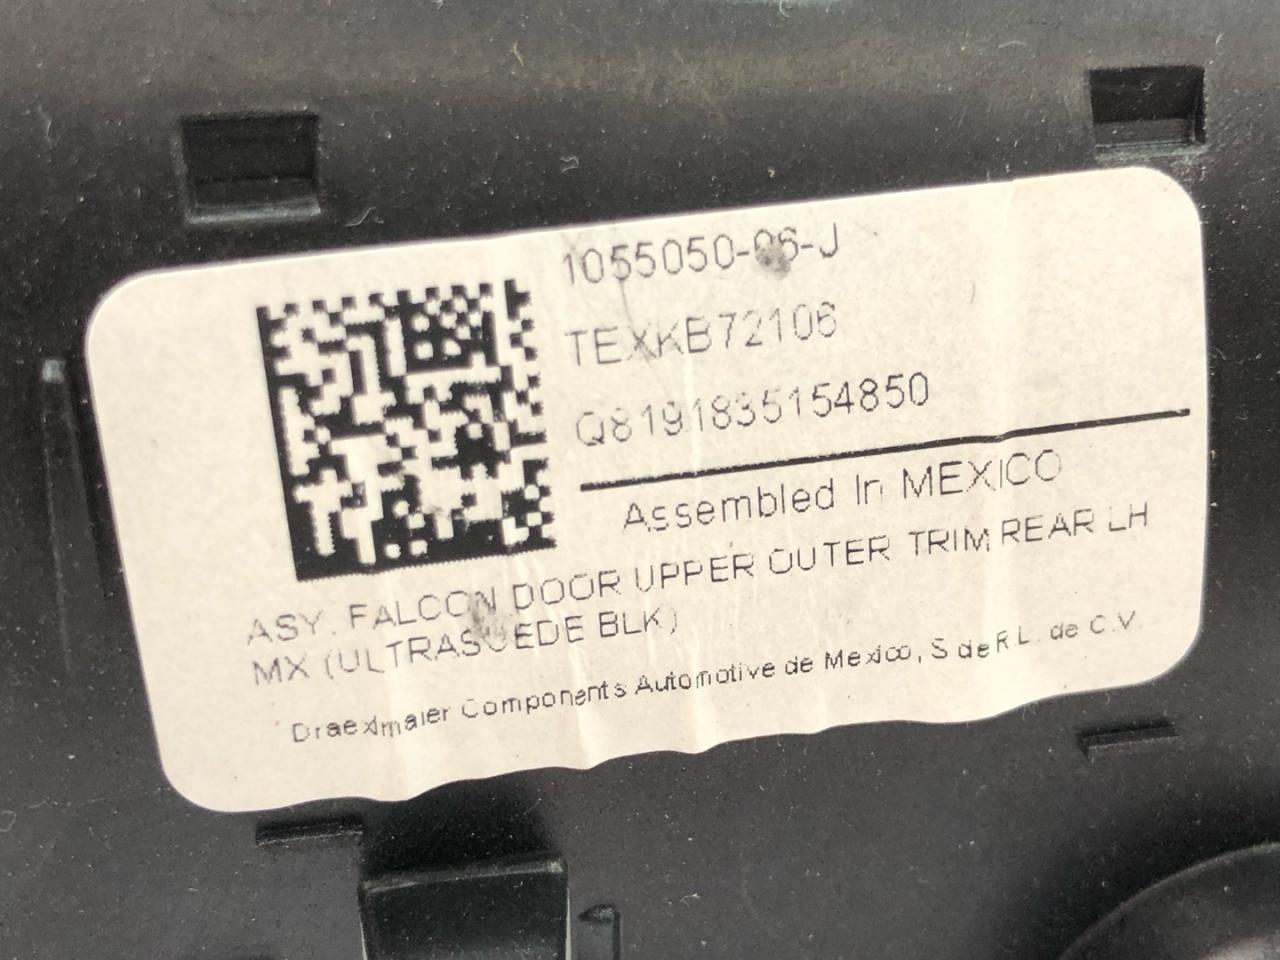 1055050-06-J
TEXKB72106
Q8191835154850
Assembled In MEXICO
ASY. FALCON DOOR UPPER OUTER TRIM REAR LH
MX (ULTRASUEDE BLK)
Draexlmaier Components Automotive de Mexico, S de R.L. de C.V.